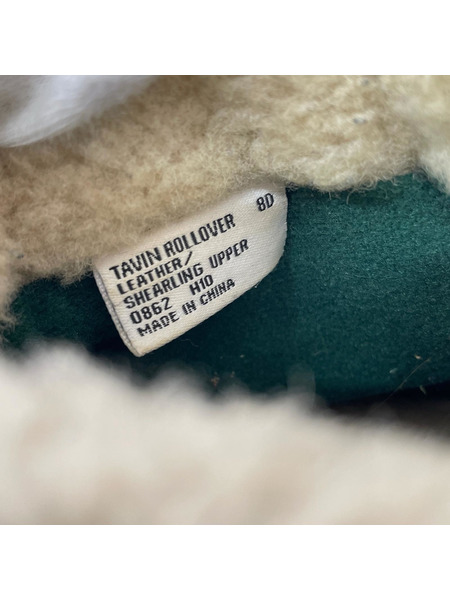 TAVIN ROLLOVER 8D
LEATHER/
SHEARLING UPPER
0862 H10
MADE IN CHINA